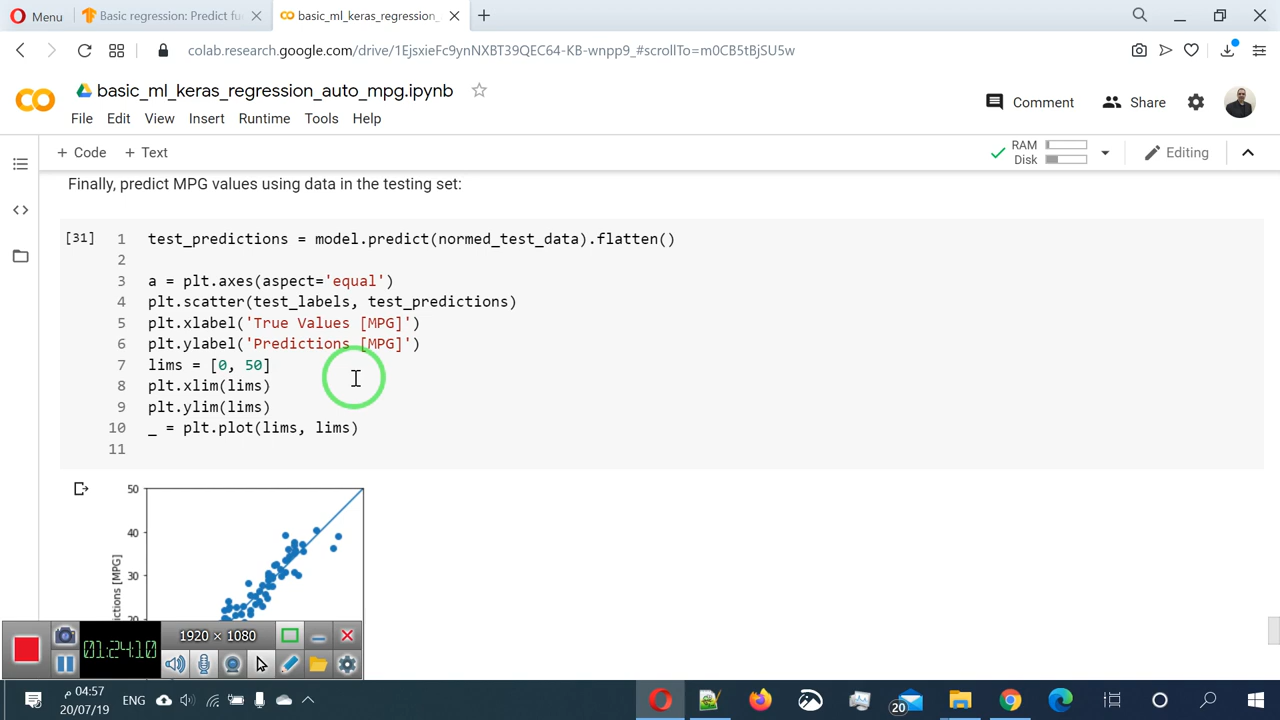 Menu
Basic regression: Predict fu
basic_ml_keras_regression_
colab.research.google.com/drive/1EjsxieFc9ynNXBT39QEC64-KB-wnpp9_#scrollTo=m0CB5tBjSU5w
basic_ml_keras_regression_auto_mpg.ipynb
File Edit View Insert Runtime Tools Help
Comment
Share
+ Code + Text
RAM
Disk
Editing
Finally, predict MPG values using data in the testing set:
[31]
1 test_predictions = model.predict(normed_test_data).flatten()
2
3 a = plt.axes(aspect='equal')
4 plt.scatter(test_labels, test_predictions)
5 plt.xlabel('True Values [MPG]')
6 plt.ylabel('Predictions [MPG]')
7 lims = [0, 50]
8 plt.xlim(lims)
9 plt.ylim(lims)
10 _ = plt.plot(lims, lims)
11
50
40
30
ctions [MPG]
1920 × 1080
01:24:10
04:57 م
20/07/19
ENG
20